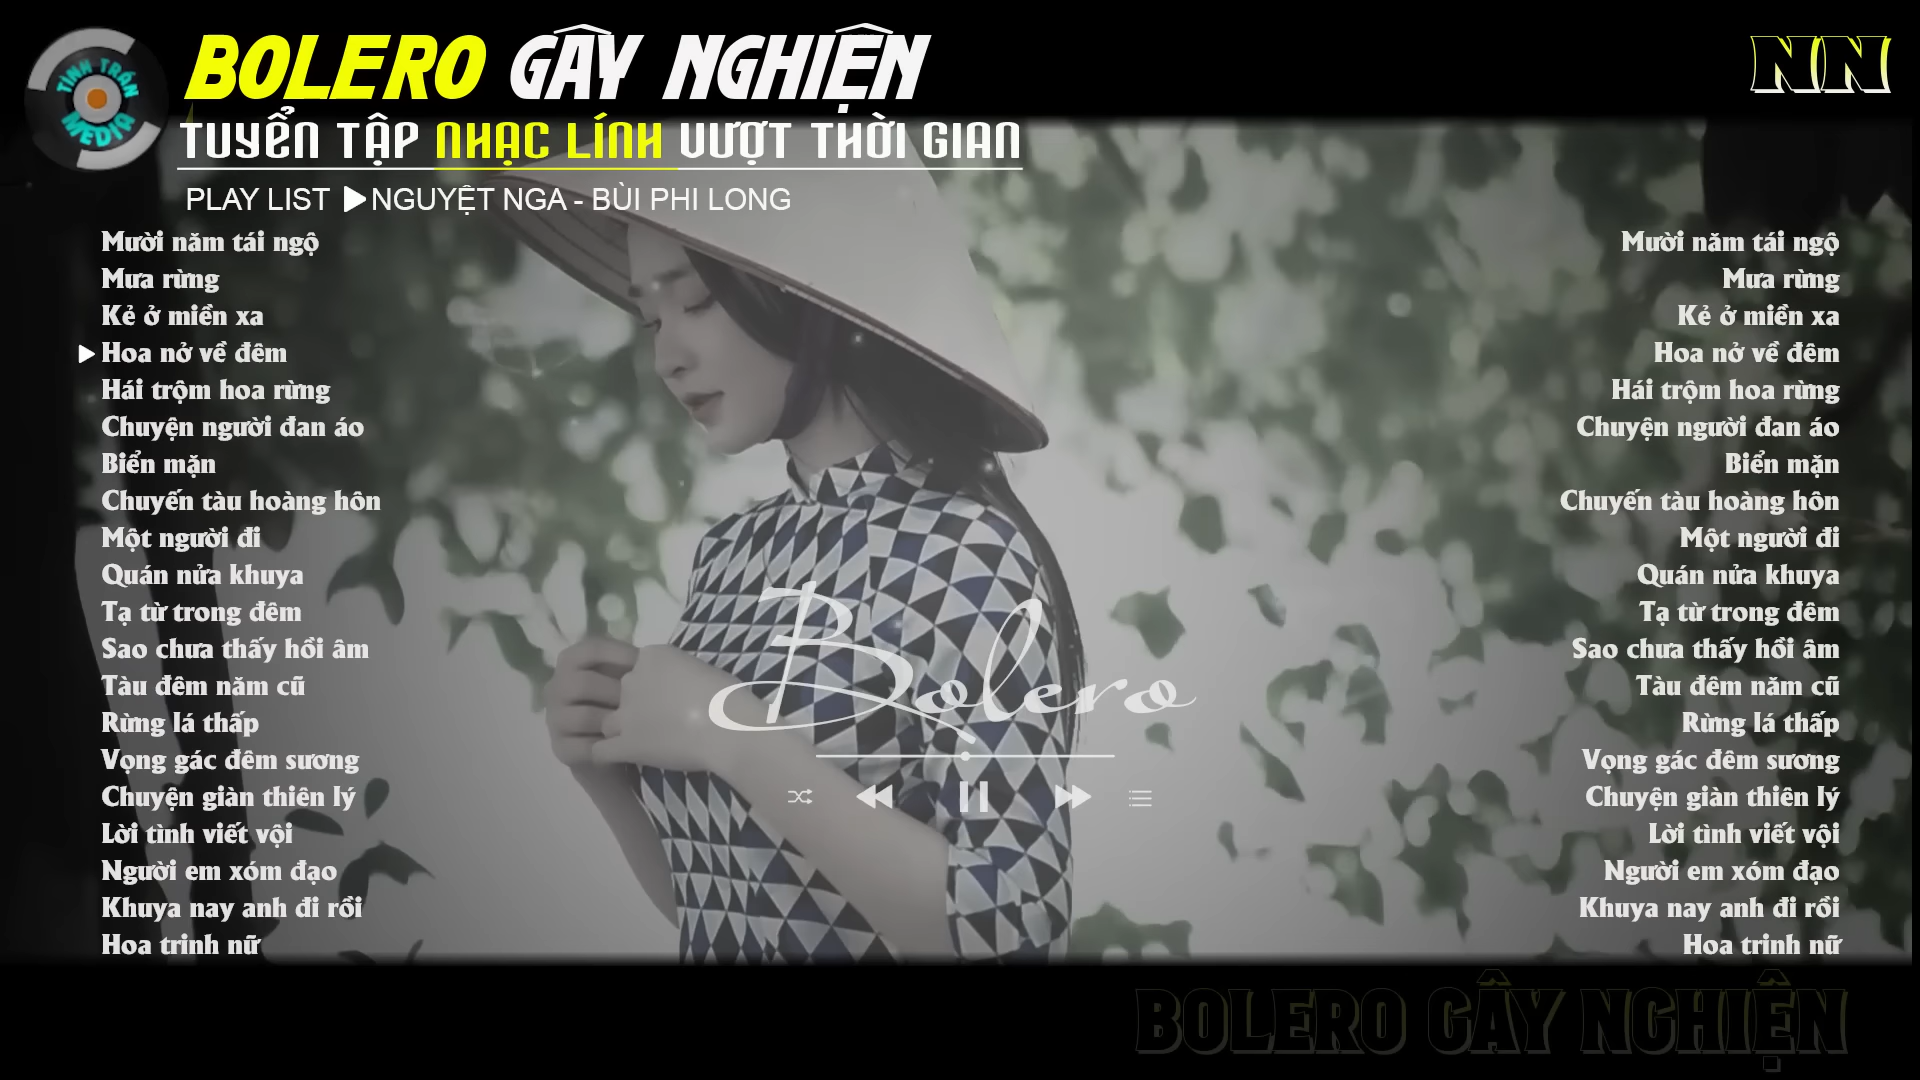 TÌNH TRẦN
MEDIA
BOLERO GÂY NGHIỆN
TUYỂN TẬP NHẠC LÍNH VƯỢT THỜI GIAN
PLAY LIST ▶NGUYỆT NGA - BÙI PHI LONG
NN
Mười năm tái ngộ
Mưa rừng
Kẻ ở miền xa
Hoa nở về đêm
Hái trộm hoa rừng
Chuyện người đan áo
Biển mặn
Chuyến tàu hoàng hôn
Một người đi
Quán nửa khuya
Tạ từ trong đêm
Sao chưa thấy hồi âm
Tàu đêm năm cũ
Rừng lá thấp
Vọng gác đêm sương
Chuyện giàn thiên lý
Lời tình viết vội
Người em xóm đạo
Khuya nay anh đi rồi
Hoa trinh nữ
Mười năm tái ngộ
Mưa rừng
Kẻ ở miền xa
Hoa nở về đêm
Hái trộm hoa rừng
Chuyện người đan áo
Biển mặn
Chuyến tàu hoàng hôn
Một người đi
Quán nửa khuya
Tạ từ trong đêm
Sao chưa thấy hồi âm
Tàu đêm năm cũ
Rừng lá thấp
Vọng gác đêm sương
Chuyện giàn thiên lý
Lời tình viết vội
Người em xóm đạo
Khuya nay anh đi rồi
Hoa trinh nữ
Bolero
BOLERO GÂY NGHIỆN